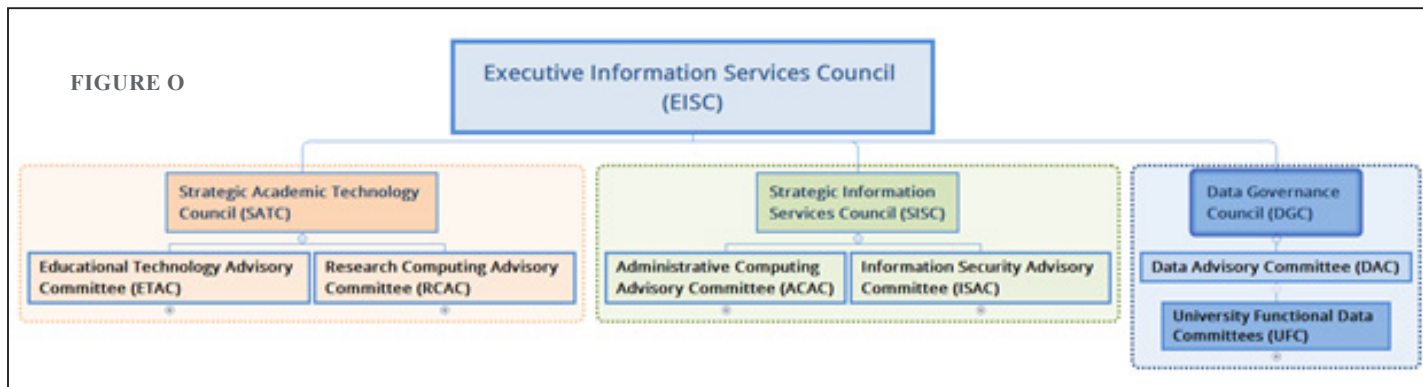 FIGURE O
Executive Information Services Council
(EISC)
Strategic Academic Technology
Council (SATC)
Educational Technology Advisory
Committee (ETAC)
Research Computing Advisory
Committee (RCAC)
Strategic Information
Services Council (SISC)
Administrative Computing
Advisory Committee (ACAC)
Information Security Advisory
Committee (ISAC)
Data Governance
Council (DGC)
Data Advisory Committee (DAC)
University Functional Data
Committees (UFC)